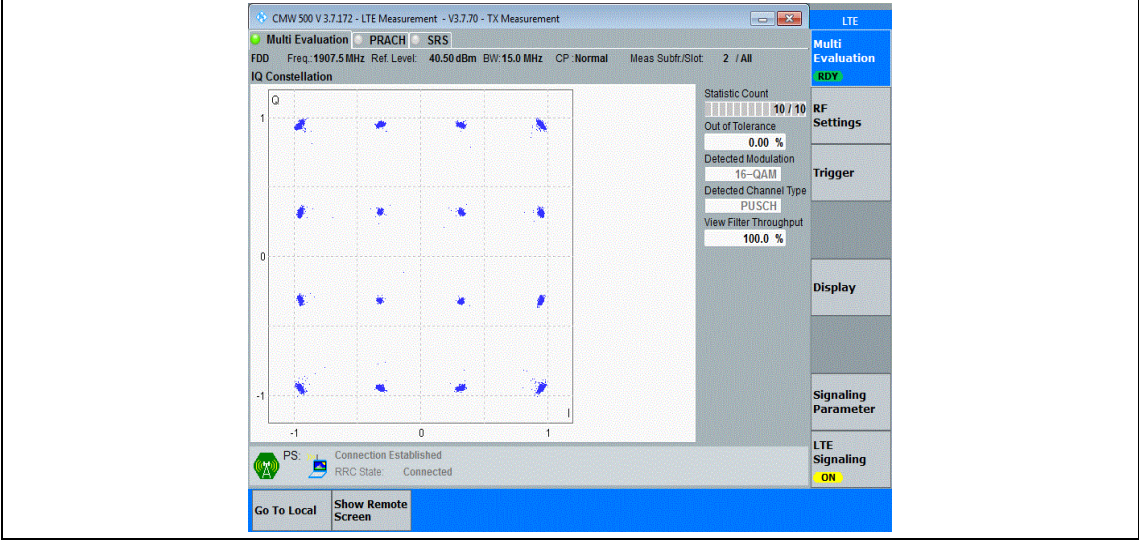 CMW 500 V 3.7.172 - LTE Measurement - V3.7.70 - TX Measurement
LTE
Multi Evaluation PRACH SRS
Multi
Evaluation
RDY
FDD Freq.:1907.5 MHz Ref. Level: 40.50 dBm BW:15.0 MHz CP :Normal Meas Subfr./Slot: 2 / All
IQ Constellation
Q
1
0
-1
-1 0 1
I
Statistic Count
10 / 10
Out of Tolerance
0.00 %
Detected Modulation
16-QAM
Detected Channel Type
PUSCH
View Filter Throughput
100.0 %
RF
Settings
Trigger
Display
Signaling
Parameter
LTE
Signaling
ON
PS: Connection Established
RRC State: Connected
Go To Local
Show Remote
Screen